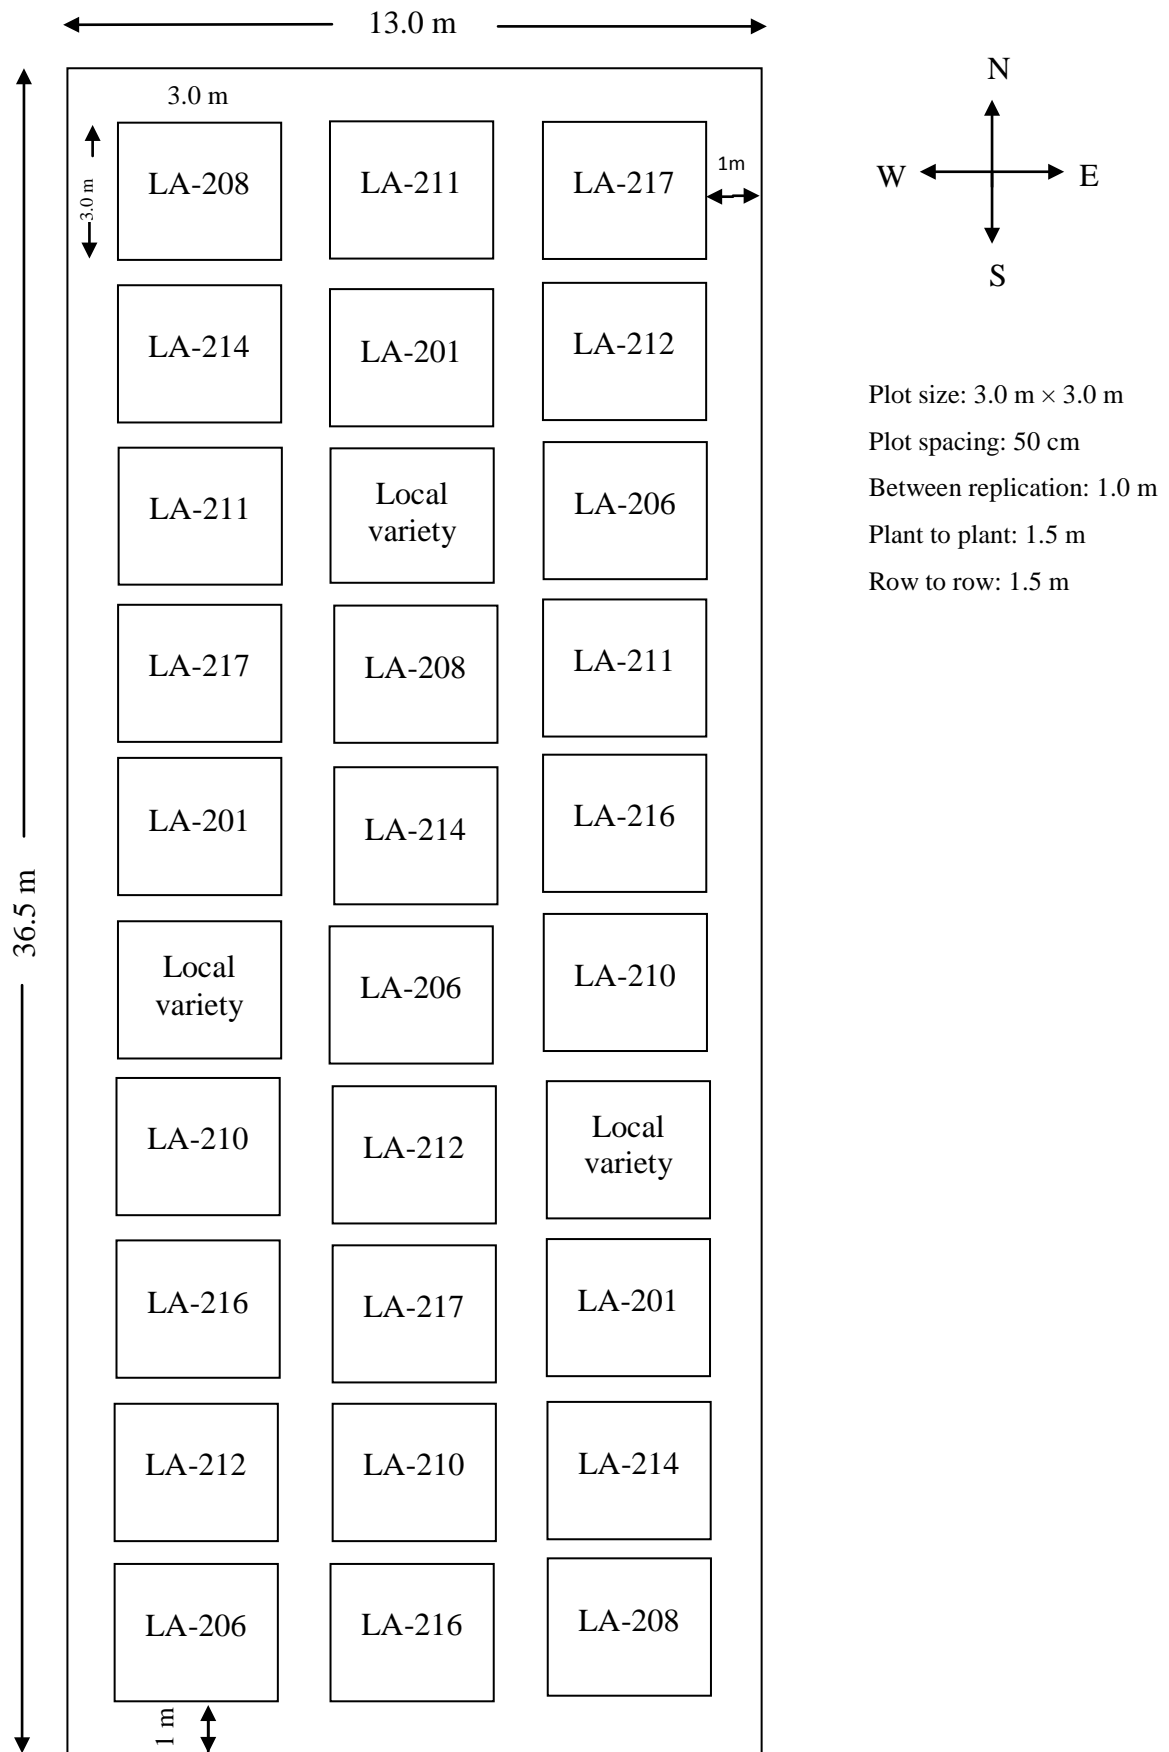 13.0 m
N
3.0 m
W
E
S
3.0 m
1m
LA-208
LA-211
LA-217
LA-214
LA-201
LA-212
Plot size: 3.0 m × 3.0 m
Plot spacing: 50 cm
Between replication: 1.0 m
Plant to plant: 1.5 m
Row to row: 1.5 m
LA-211
Local
variety
LA-206
LA-217
LA-208
LA-211
LA-201
LA-214
LA-216
36.5 m
Local
variety
LA-206
LA-210
LA-210
LA-212
Local
variety
LA-216
LA-217
LA-201
LA-212
LA-210
LA-214
LA-206
LA-216
LA-208
1 m